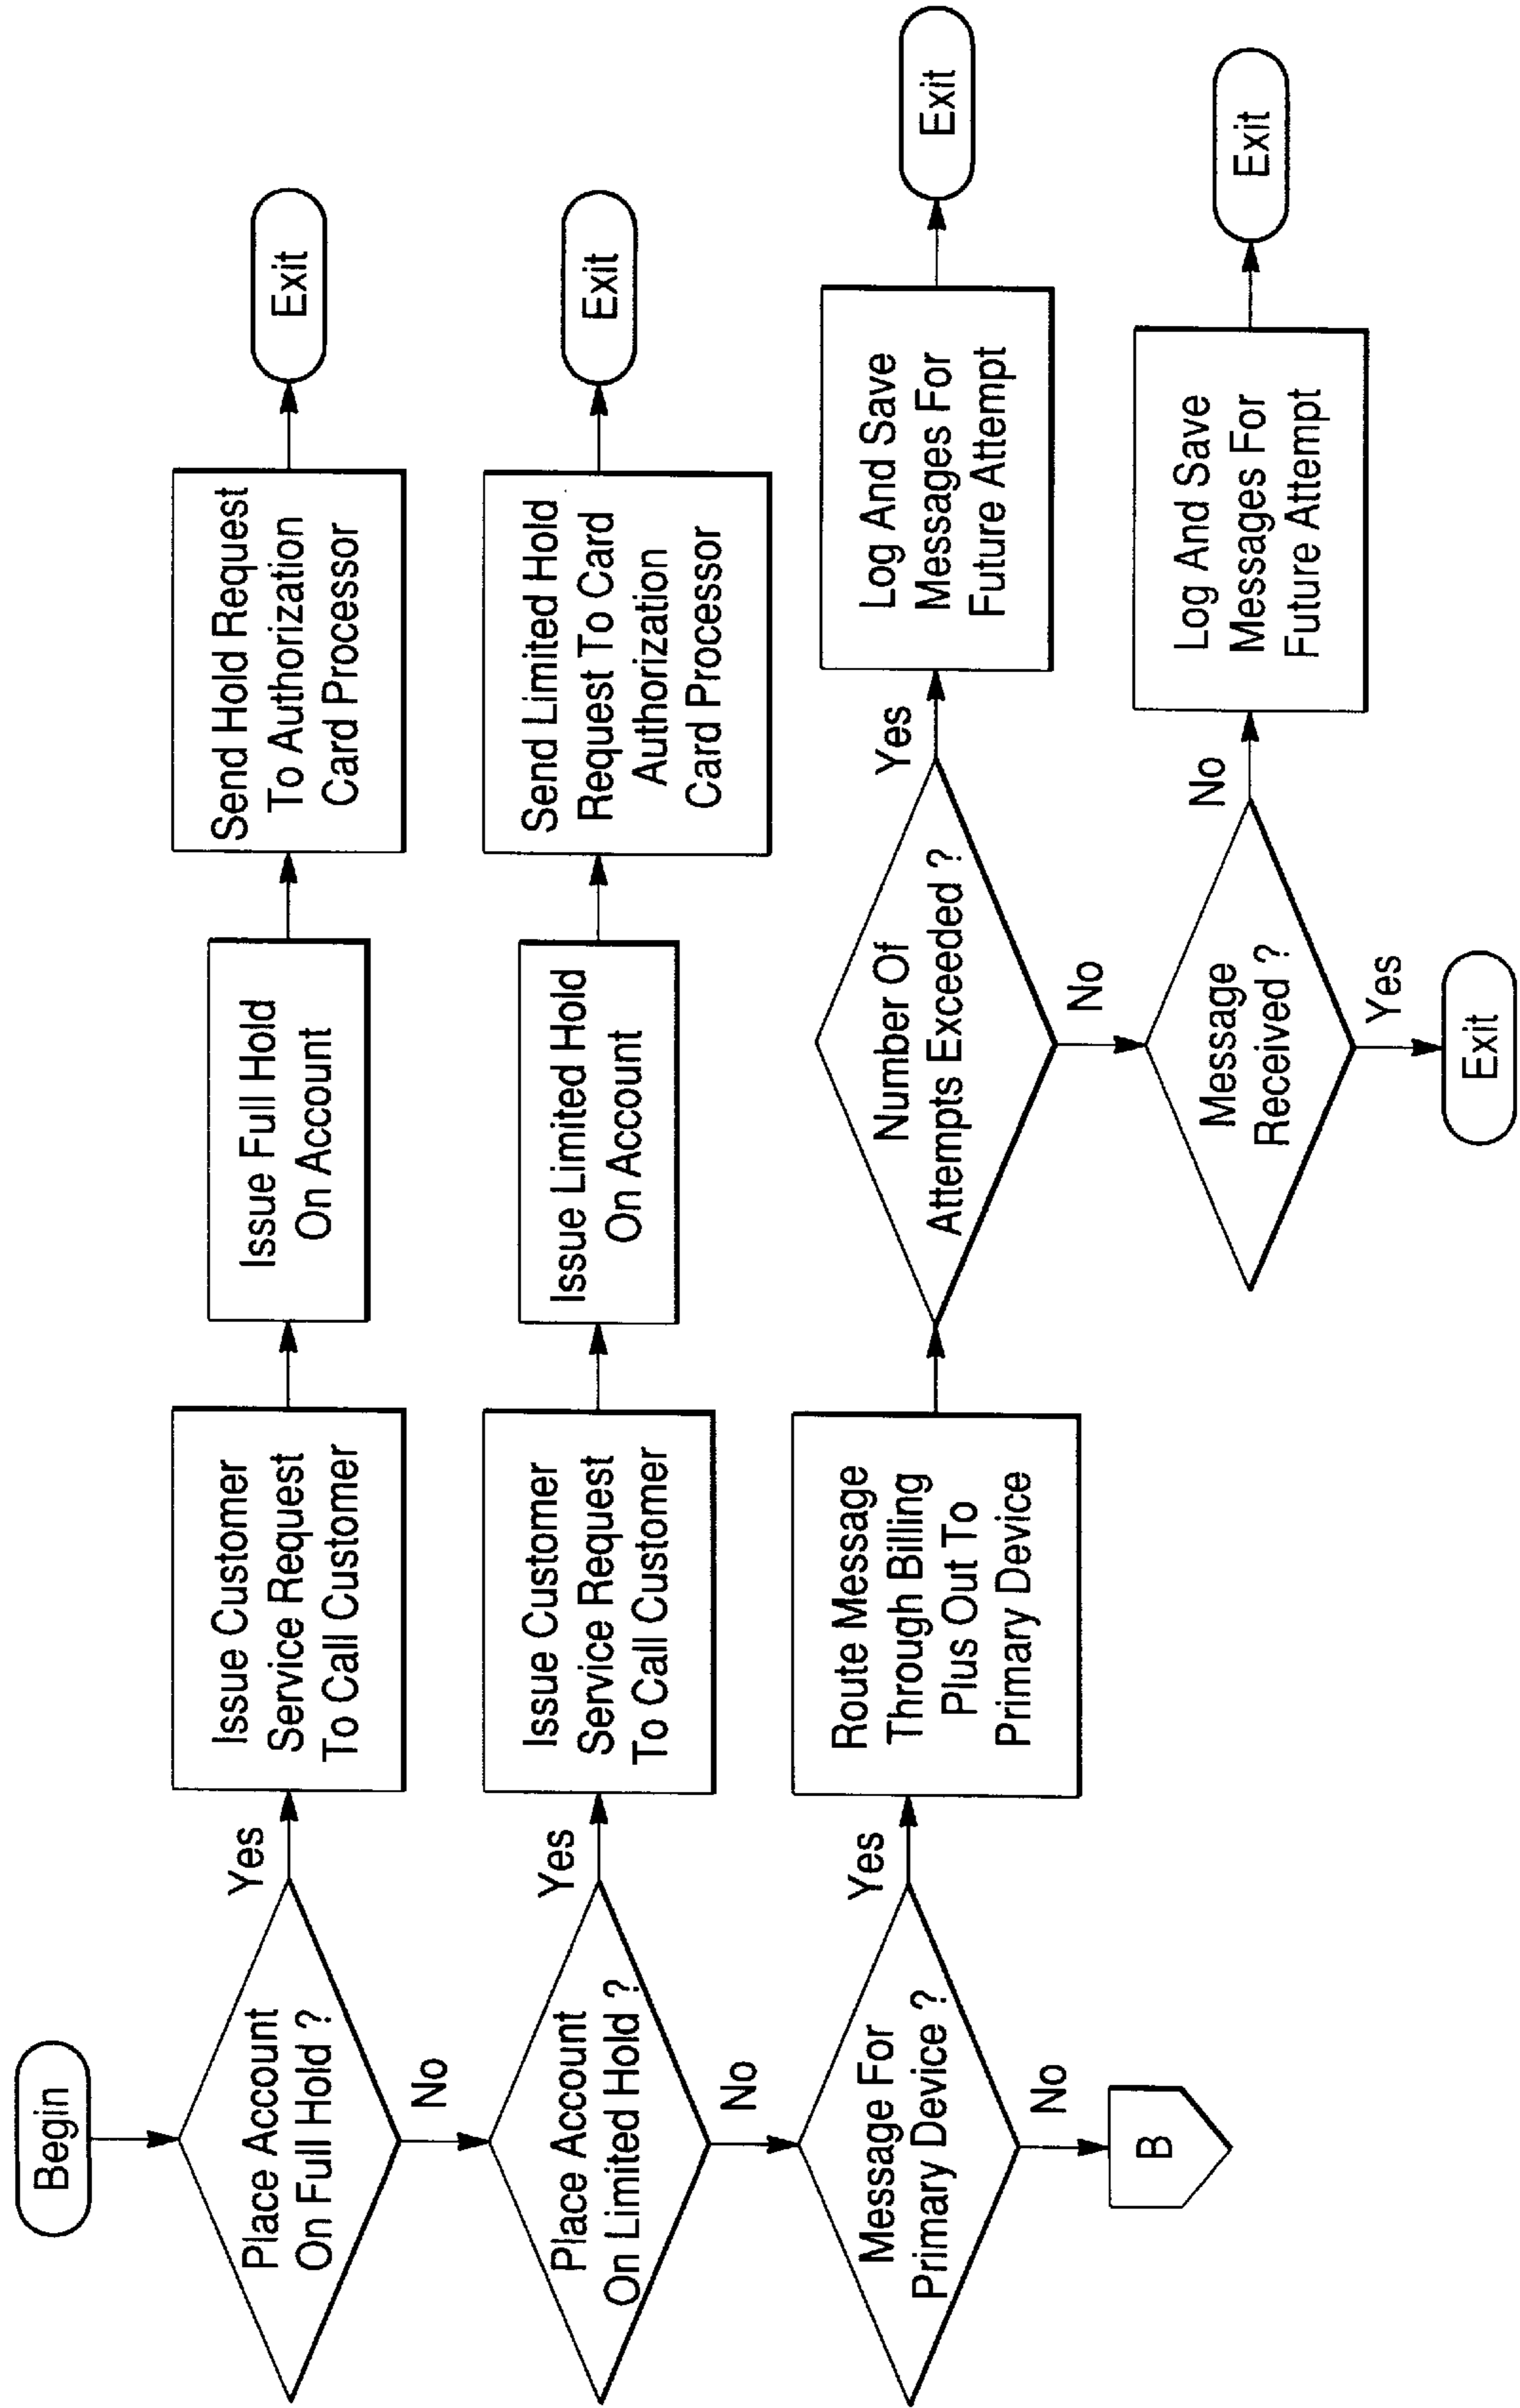 Begin
Place Account
On Full Hold ?
Yes
Issue Customer
Service Request
To Call Customer
Issue Full Hold
On Account
Send Hold Request
To Authorization
Card Processor
Exit
No
Place Account
On Limited Hold ?
Yes
Issue Customer
Service Request
To Call Customer
Issue Limited Hold
On Account
Send Limited Hold
Request To Card
Authorization
Card Processor
Exit
No
Message For
Primary Device ?
Yes
Route Message
Through Billing
Plus Out To
Primary Device
Number Of
Attempts Exceeded ?
Yes
Log And Save
Messages For
Future Attempt
Exit
No
B
No
Message
Received ?
No
Log And Save
Messages For
Future Attempt
Exit
Yes
Exit